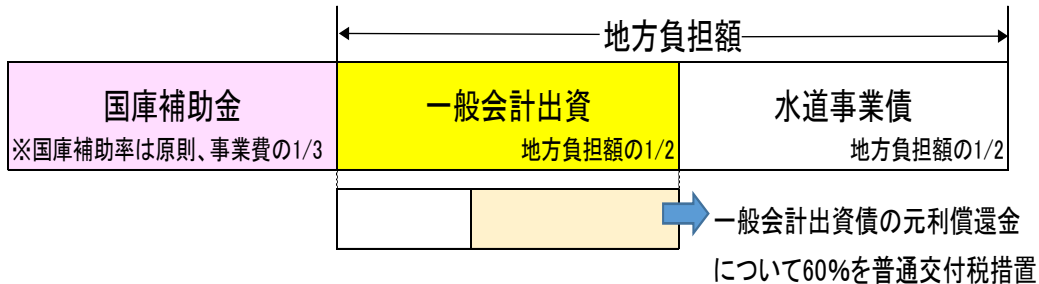 地方負担額
国庫補助金
※国庫補助率は原則、事業費の1/3
一般会計出資
地方負担額の1/2
水道事業債
地方負担額の1/2
一般会計出資債の元利償還金
について60%を普通交付税措置